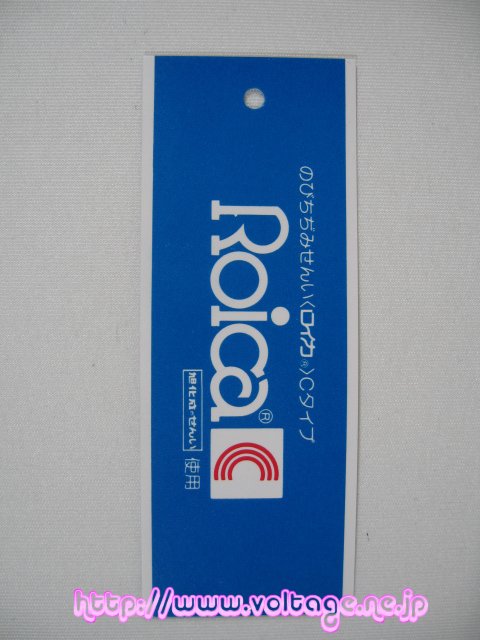 のびちぢみせんい〈ロイカ®〉Cタイプ
Roica®
C
旭化成のせんい 使用
http://www.voltage.ne.jp